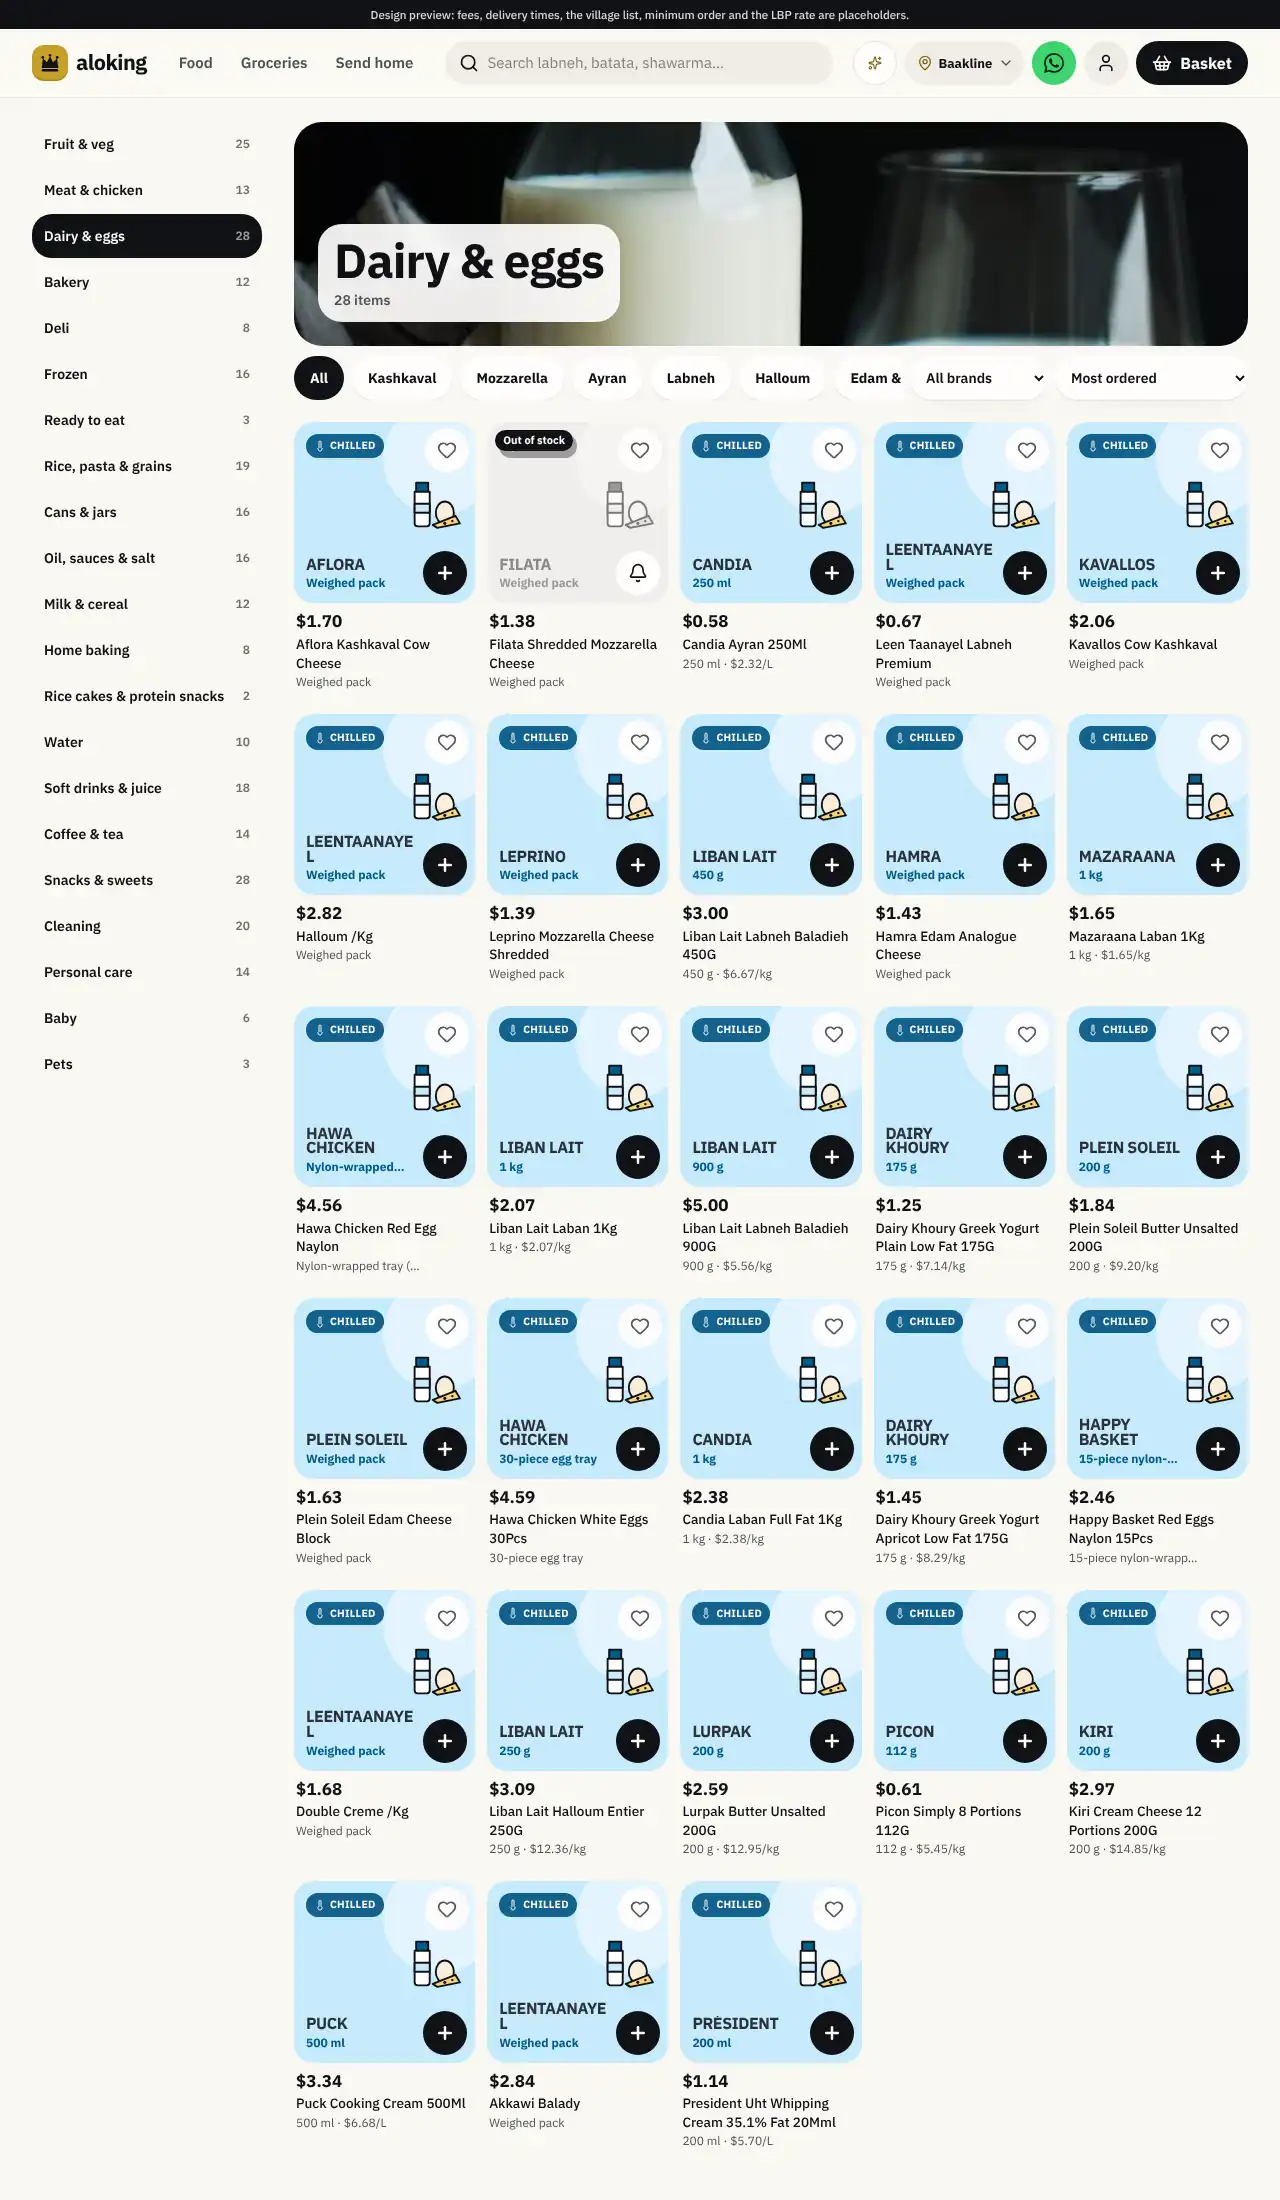 Design preview: fees, delivery times, the village list, minimum order and the LBP rate are placeholders.
aloking
Food
Groceries
Send home
Search labneh, batata, shawarma...
Baakline
Basket
Fruit & veg 25
Meat & chicken 13
Dairy & eggs 28
Bakery 12
Deli 8
Frozen 16
Ready to eat 3
Rice, pasta & grains 19
Cans & jars 16
Oil, sauces & salt 16
Milk & cereal 12
Home baking 8
Rice cakes & protein snacks 2
Water 10
Soft drinks & juice 18
Coffee & tea 14
Snacks & sweets 28
Cleaning 20
Personal care 14
Baby 6
Pets 3
Dairy & eggs
28 items
All
Kashkaval
Mozzarella
Ayran
Labneh
Halloum
Edam &
All brands
Most ordered
CHILLED
AFLORA
Weighed pack
$1.70
Aflora Kashkaval Cow
Cheese
Weighed pack
Out of stock
FILATA
Weighed pack
$1.38
Filata Shredded Mozzarella
Cheese
Weighed pack
CHILLED
CANDIA
250 ml
$0.58
Candia Ayran 250Ml
250 ml · $2.32/L
CHILLED
LEENTAANAYE
L
Weighed pack
$0.67
Leen Taanayel Labneh
Premium
Weighed pack
CHILLED
KAVALLOS
Weighed pack
$2.06
Kavallos Cow Kashkaval
Weighed pack
CHILLED
LEENTAANAYE
L
Weighed pack
$2.82
Halloum /Kg
Weighed pack
CHILLED
LEPRINO
Weighed pack
$1.39
Leprino Mozzarella Cheese
Shredded
Weighed pack
CHILLED
LIBAN LAIT
450 g
$3.00
Liban Lait Labneh Baladieh
450G
450 g · $6.67/kg
CHILLED
HAMRA
Weighed pack
$1.43
Hamra Edam Analogue
Cheese
Weighed pack
CHILLED
MAZARAANA
1 kg
$1.65
Mazaraana Laban 1Kg
1 kg · $1.65/kg
CHILLED
HAWA
CHICKEN
Nylon-wrapped...
$4.56
Hawa Chicken Red Egg
Naylon
Nylon-wrapped tray (...
CHILLED
LIBAN LAIT
1 kg
$2.07
Liban Lait Laban 1Kg
1 kg · $2.07/kg
CHILLED
LIBAN LAIT
900 g
$5.00
Liban Lait Labneh Baladieh
900G
900 g · $5.56/kg
CHILLED
DAIRY
KHOURY
175 g
$1.25
Dairy Khoury Greek Yogurt
Plain Low Fat 175G
175 g · $7.14/kg
CHILLED
PLEIN SOLEIL
200 g
$1.84
Plein Soleil Butter Unsalted
200G
200 g · $9.20/kg
CHILLED
PLEIN SOLEIL
Weighed pack
$1.63
Plein Soleil Edam Cheese
Block
Weighed pack
CHILLED
HAWA
CHICKEN
30-piece egg tray
$4.59
Hawa Chicken White Eggs
30Pcs
30-piece egg tray
CHILLED
CANDIA
1 kg
$2.38
Candia Laban Full Fat 1Kg
1 kg · $2.38/kg
CHILLED
DAIRY
KHOURY
175 g
$1.45
Dairy Khoury Greek Yogurt
Apricot Low Fat 175G
175 g · $8.29/kg
CHILLED
HAPPY
BASKET
15-piece nylon-...
$2.46
Happy Basket Red Eggs
Naylon 15Pcs
15-piece nylon-wrapp...
CHILLED
LEENTAANAYE
L
Weighed pack
$1.68
Double Creme /Kg
Weighed pack
CHILLED
LIBAN LAIT
250 g
$3.09
Liban Lait Halloum Entier
250G
250 g · $12.36/kg
CHILLED
LURPAK
200 g
$2.59
Lurpak Butter Unsalted
200G
200 g · $12.95/kg
CHILLED
PICON
112 g
$0.61
Picon Simply 8 Portions
112G
112 g · $5.45/kg
CHILLED
KIRI
200 g
$2.97
Kiri Cream Cheese 12
Portions 200G
200 g · $14.85/kg
CHILLED
PUCK
500 ml
$3.34
Puck Cooking Cream 500Ml
500 ml · $6.68/L
CHILLED
LEENTAANAYE
L
Weighed pack
$2.84
Akkawi Balady
Weighed pack
CHILLED
PRÉSIDENT
200 ml
$1.14
President Uht Whipping
Cream 35.1% Fat 20Mml
200 ml · $5.70/L